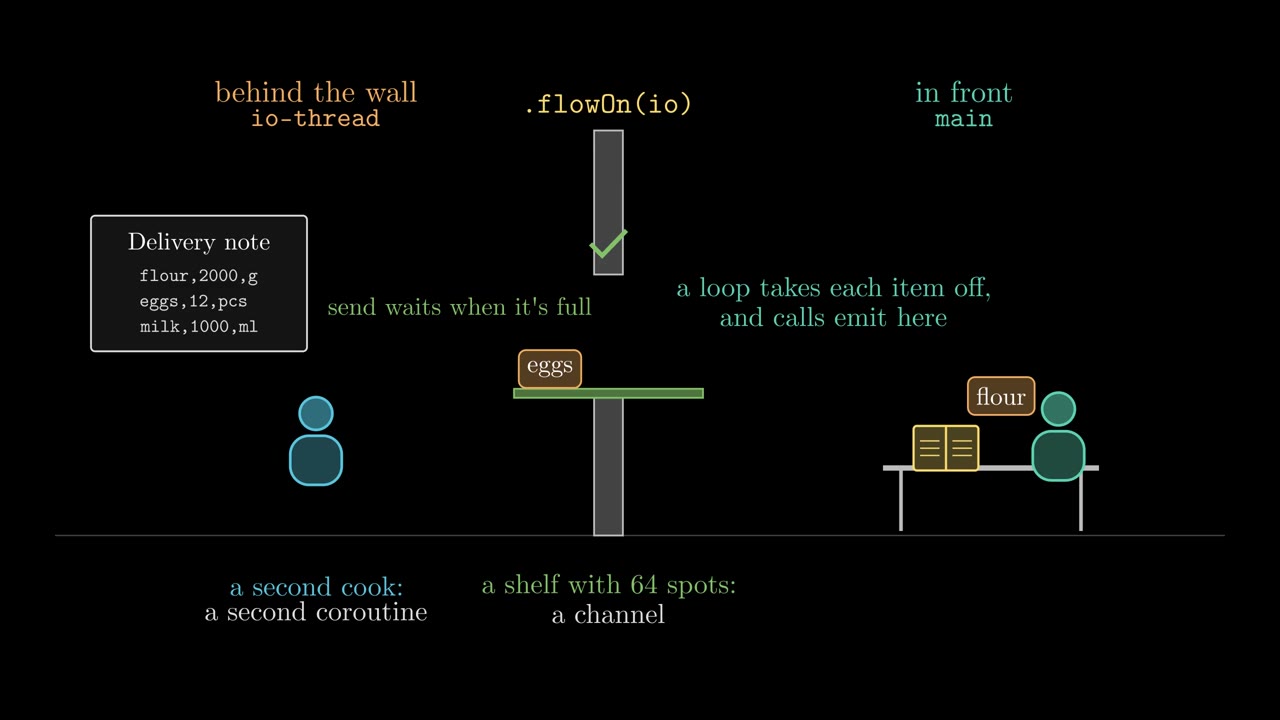 behind the wall
io-thread
.flowOn(io)
in front
main
Delivery note
flour,2000,g
eggs,12,pcs
milk,1000,ml
send waits when it's full
a loop takes each item off,
and calls emit here
eggs
flour
a second cook:
a second coroutine
a shelf with 64 spots:
a channel